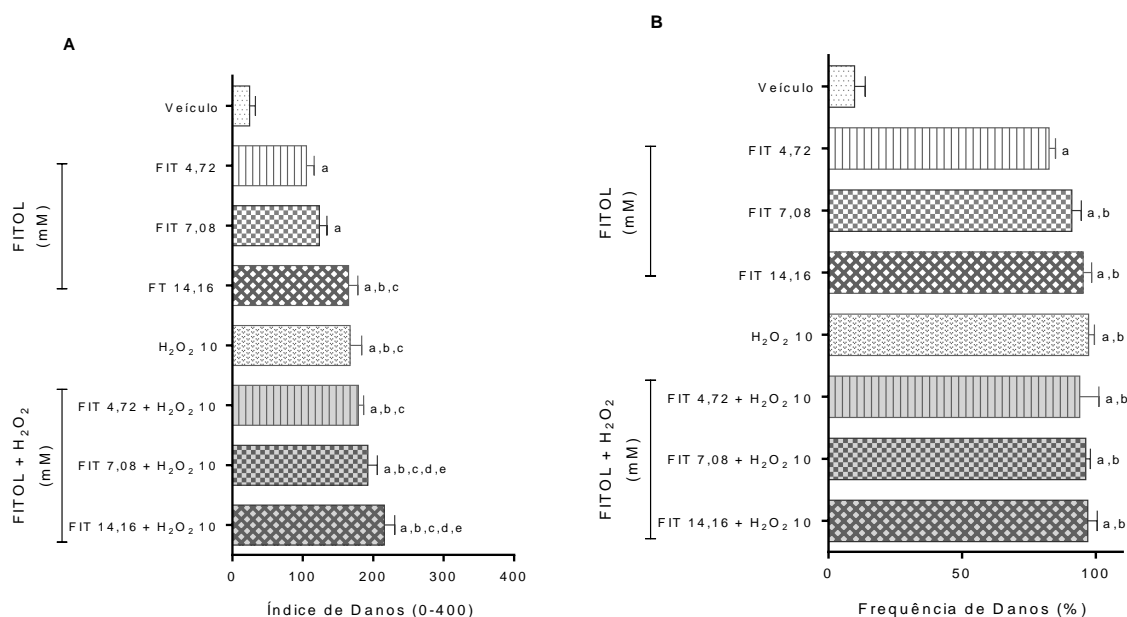 A
Veículo
FIT 4,72
a
FIT 7,08
a
FT 14,16
a,b,c
H₂O₂ 10
a,b,c
FIT 4,72 + H₂O₂ 10
a,b,c
FIT 7,08 + H₂O₂ 10
a,b,c,d,e
FIT 14,16 + H₂O₂ 10
a,b,c,d,e
FITOL
(mM)
FITOL + H₂O₂
(mM)
0 100 200 300 400
Índice de Danos (0-400)
B
Veículo
FIT 4,72
a
FIT 7,08
a,b
FIT 14,16
a,b
H₂O₂ 10
a,b
FIT 4,72 + H₂O₂ 10
a,b
FIT 7,08 + H₂O₂ 10
a,b
FIT 14,16 + H₂O₂ 10
a,b
FITOL
(mM)
FITOL + H₂O₂
(mM)
0 50 100
Frequência de Danos (%)